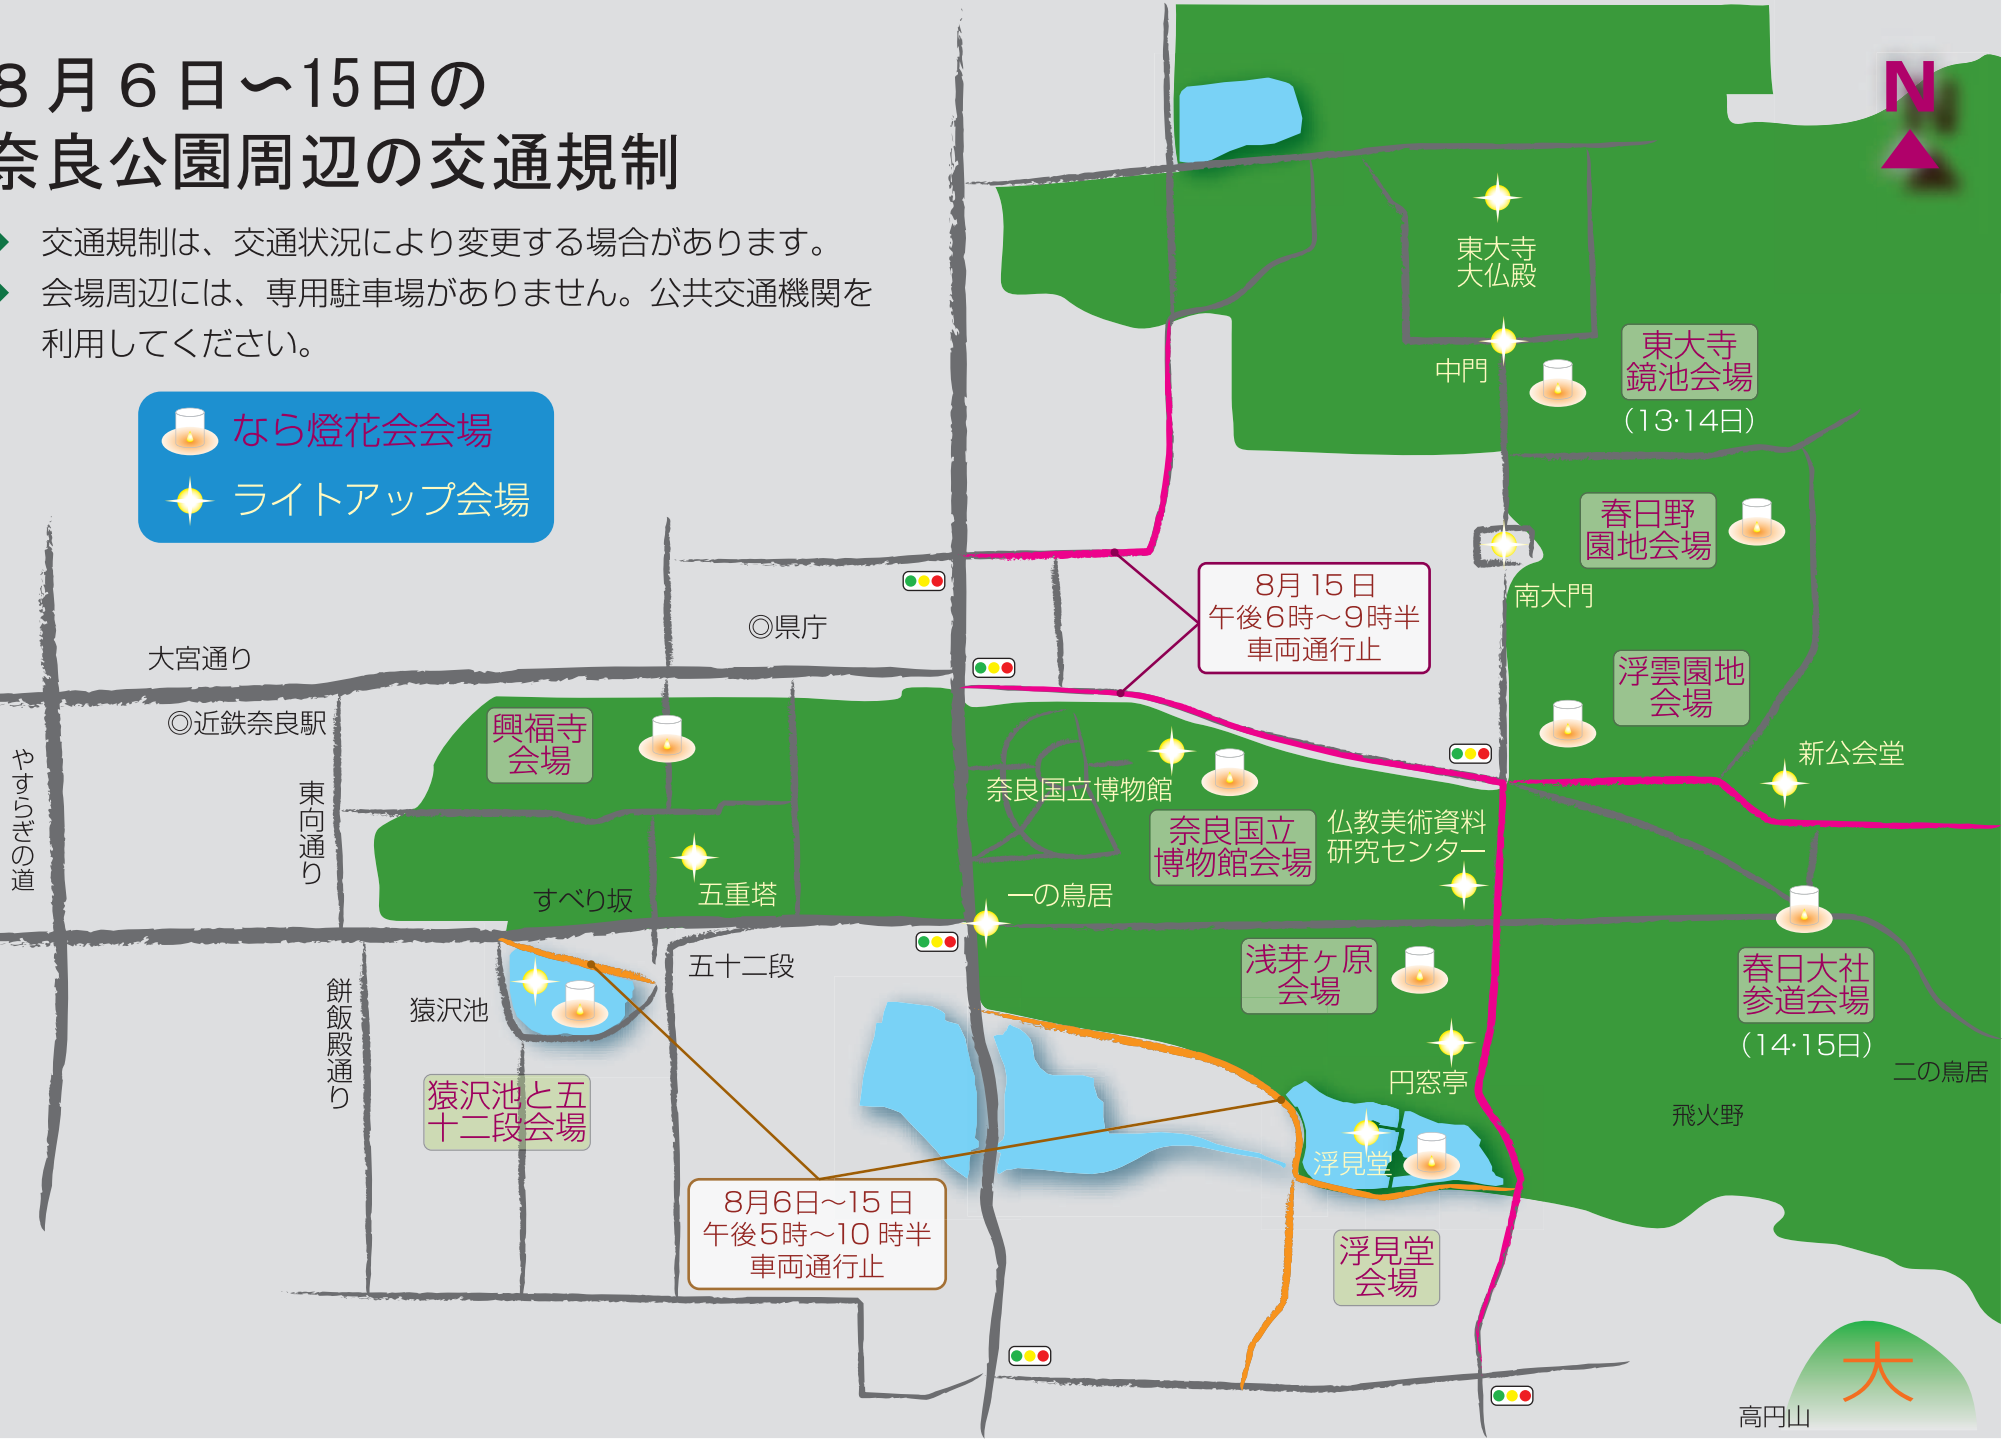 8月6日〜15日の
奈良公園周辺の交通規制
交通規制は、交通状況により変更する場合があります。
会場周辺には、専用駐車場がありません。公共交通機関を
利用してください。
なら燈花会会場
ライトアップ会場
N
東大寺
大仏殿
中門
東大寺
鏡池会場
(13·14日)
春日野
園地会場
南大門
8月15日
午後6時〜9時半
車両通行止
◎県庁
大宮通り
浮雲園地
会場
◎近鉄奈良駅
興福寺
会場
新公会堂
やすらぎの道
東向通り
奈良国立博物館
奈良国立
博物館会場
仏教美術資料
研究センター
すべり坂
五重塔
一の鳥居
五十二段
浅芽ヶ原
会場
春日大社
参道会場
(14·15日)
餅飯殿通り
猿沢池
猿沢池と五
十二段会場
円窓亭
二の鳥居
飛火野
浮見堂
8月6日〜15日
午後5時〜10時半
車両通行止
浮見堂
会場
大
高円山